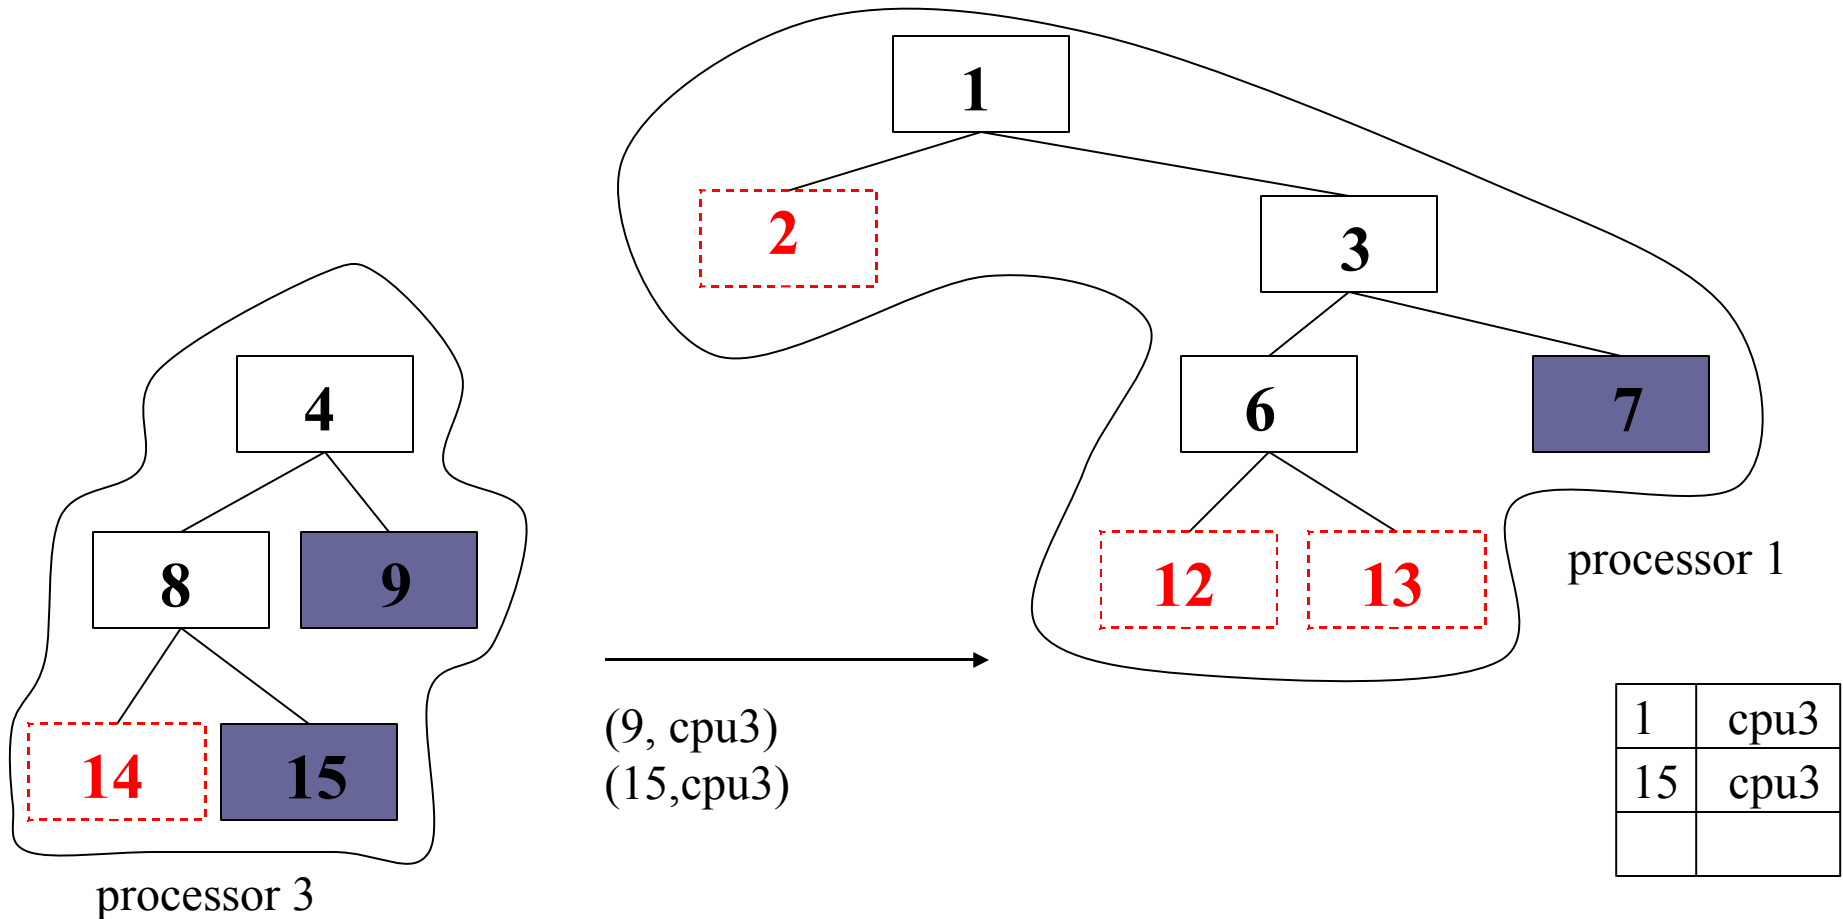 1
2
3
4
6
7
8
9
12
13
processor 1
14
15
(9, cpu3)
(15,cpu3)
1 cpu3
15 cpu3
processor 3